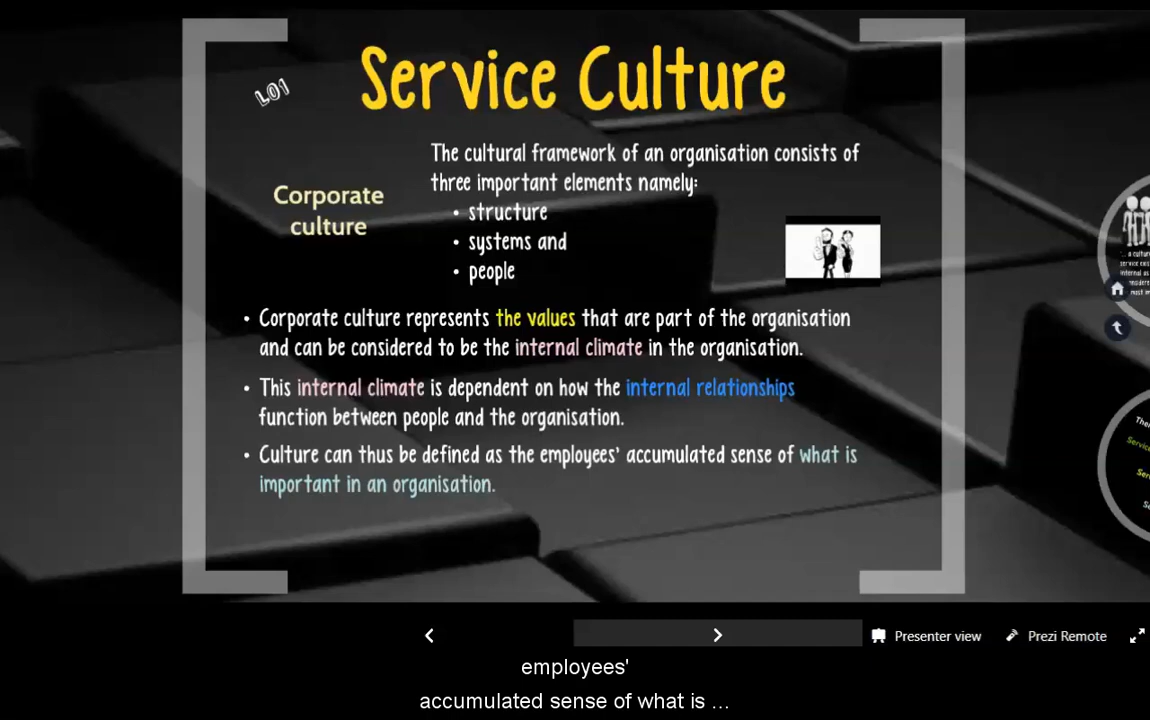 LO1
Service Culture
Corporate
culture
The cultural framework of an organisation consists of
three important elements namely:
• structure
• systems and
• people
• Corporate culture represents the values that are part of the organisation
and can be considered to be the internal climate in the organisation.
• This internal climate is dependent on how the internal relationships
function between people and the organisation.
• Culture can thus be defined as the employees' accumulated sense of what is
important in an organisation.
Presenter view
Prezi Remote
employees'
accumulated sense of what is ...